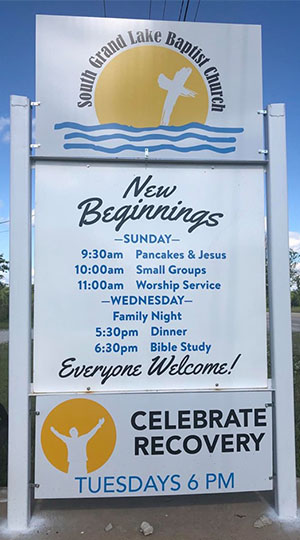 South Grand Lake Baptist Church
New
Beginnings
—SUNDAY—
9:30am Pancakes & Jesus
10:00am Small Groups
11:00am Worship Service
—WEDNESDAY—
Family Night
5:30pm Dinner
6:30pm Bible Study
Everyone Welcome!
CELEBRATE
RECOVERY
TUESDAYS 6 PM